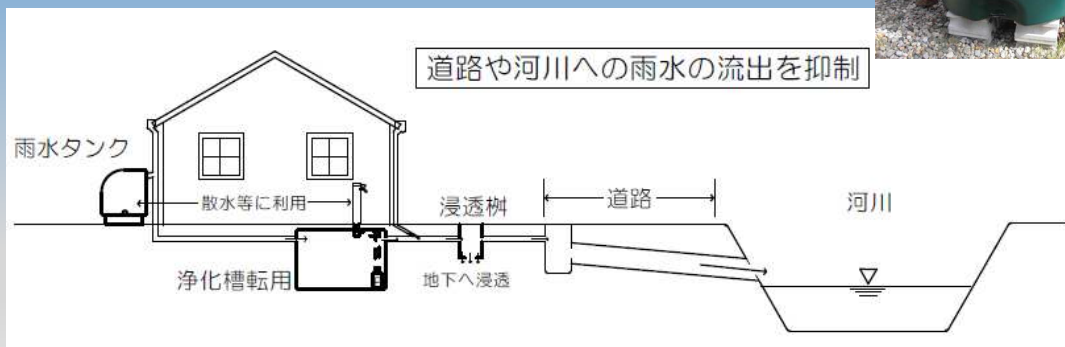 道路や河川への雨水の流出を抑制
雨水タンク
散水等に利用
浸透桝
道路
河川
浄化槽転用
地下へ浸透